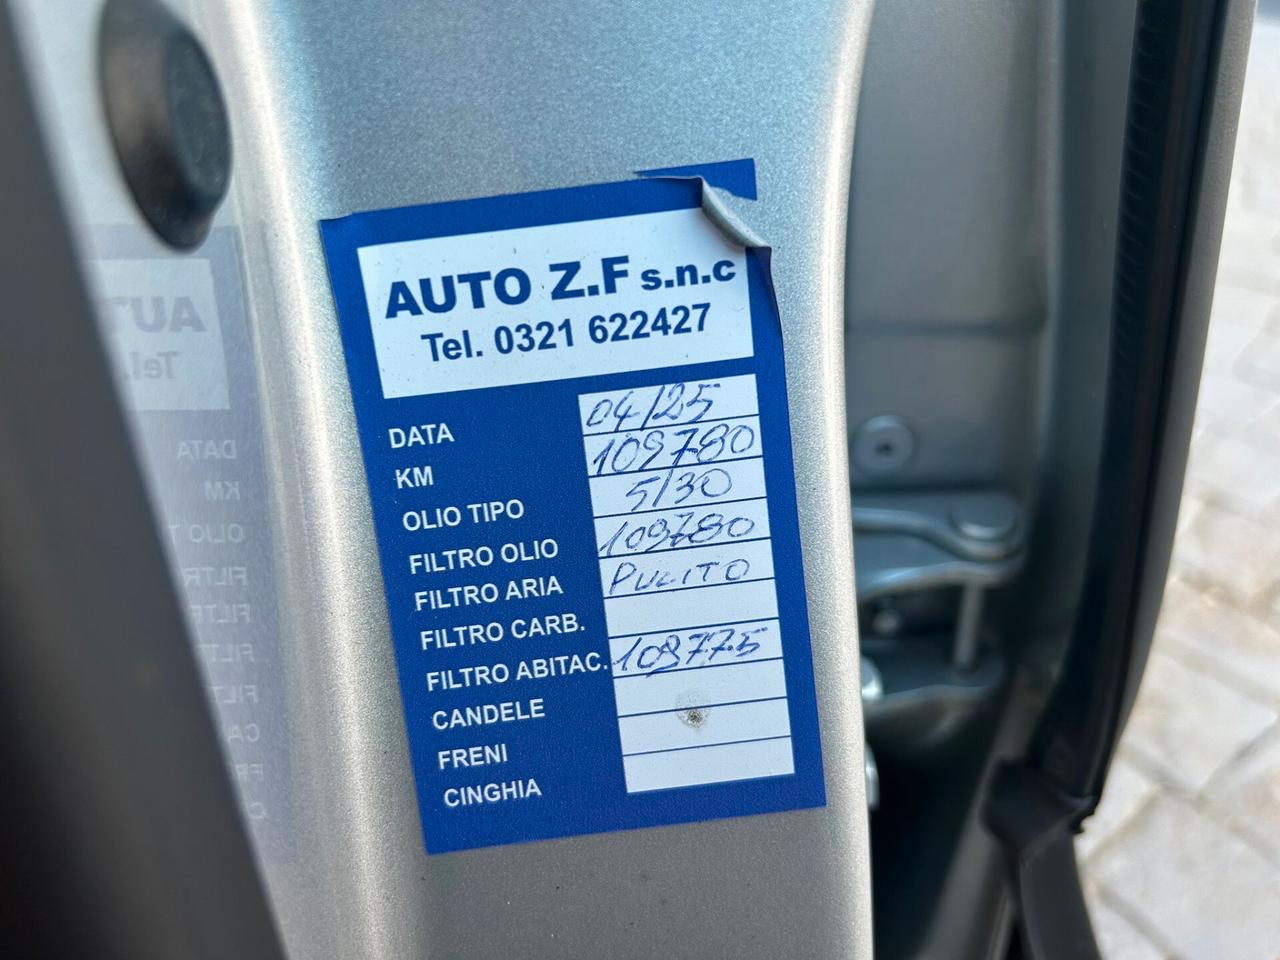 AUTO Z.F s.n.c
Tel. 0321 622427
DATA 04/25
KM 109780
OLIO TIPO 5/30
FILTRO OLIO 109780
FILTRO ARIA PULITO
FILTRO CARB.
FILTRO ABITAC. 109775
CANDELE
FRENI
CINGHIA